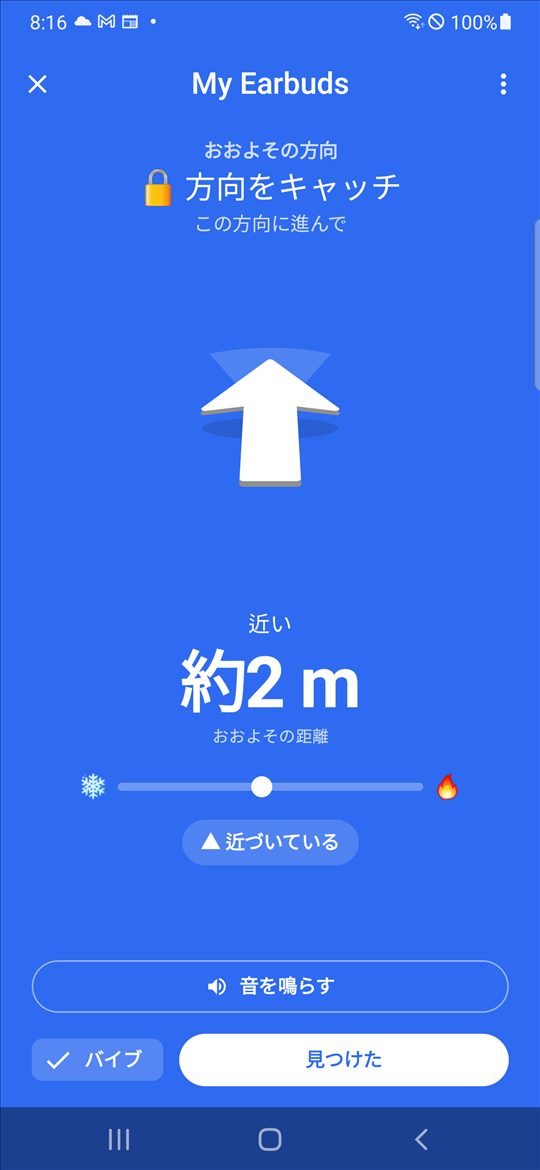 8:16
100%
My Earbuds
おおよその方向
🔒 方向をキャッチ
この方向に進んで
近い
約2 m
おおよその距離
▲ 近づいている
音を鳴らす
バイブ
見つけた